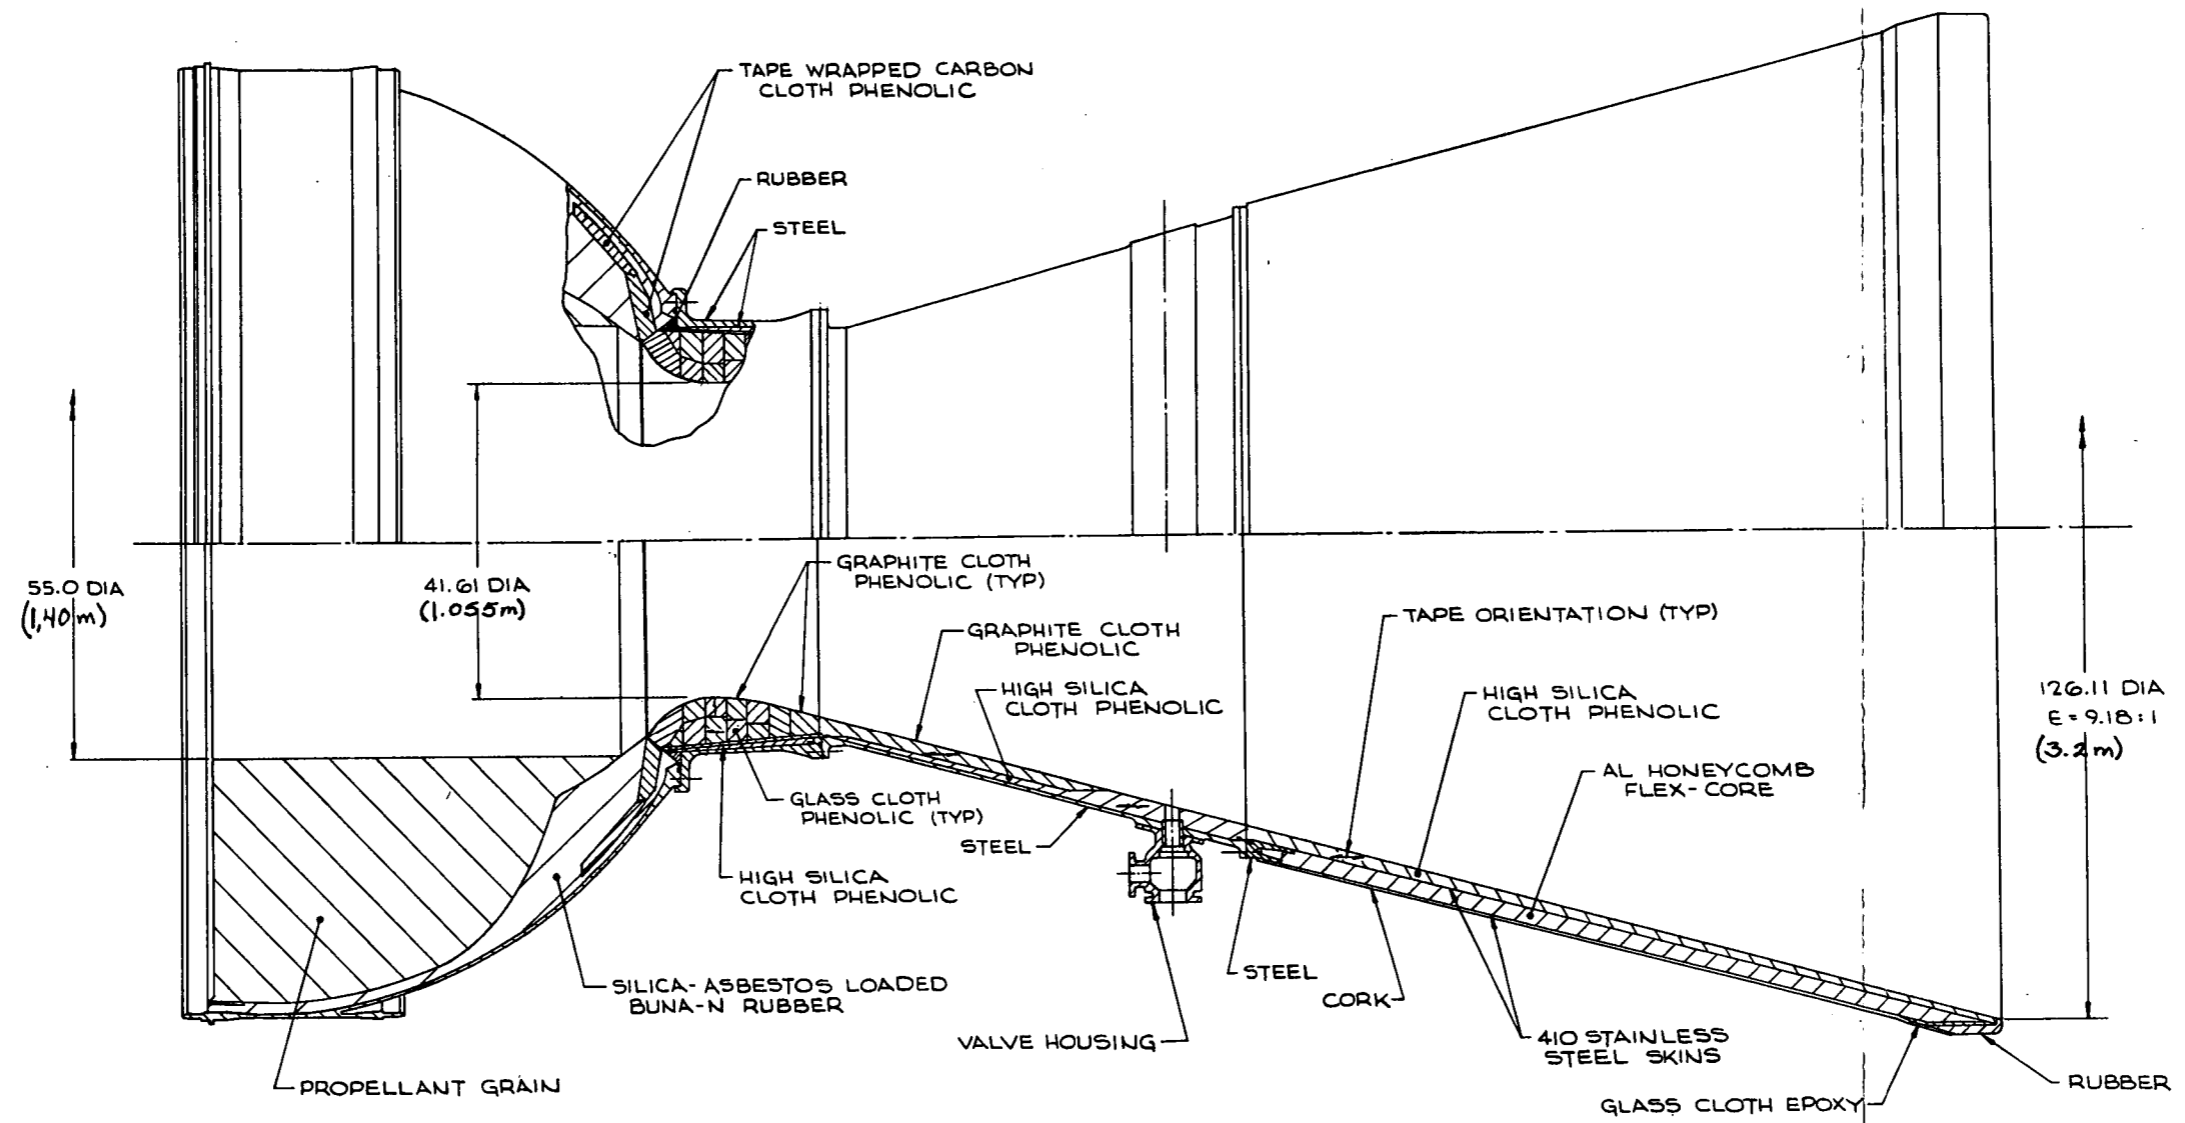 TAPE WRAPPED CARBON
CLOTH PHENOLIC
RUBBER
STEEL
55.0 DIA
(1,40 m)
41.61 DIA
(1.055m)
GRAPHITE CLOTH
PHENOLIC (TYP)
GRAPHITE CLOTH
PHENOLIC
HIGH SILICA
CLOTH PHENOLIC
TAPE ORIENTATION (TYP)
HIGH SILICA
CLOTH PHENOLIC
126.11 DIA
E = 9.18 : 1
(3.2 m)
AL HONEYCOMB
FLEX-CORE
GLASS CLOTH
PHENOLIC (TYP)
STEEL
HIGH SILICA
CLOTH PHENOLIC
STEEL
CORK
SILICA-ASBESTOS LOADED
BUNA-N RUBBER
VALVE HOUSING
410 STAINLESS
STEEL SKINS
PROPELLANT GRAIN
RUBBER
GLASS CLOTH EPOXY